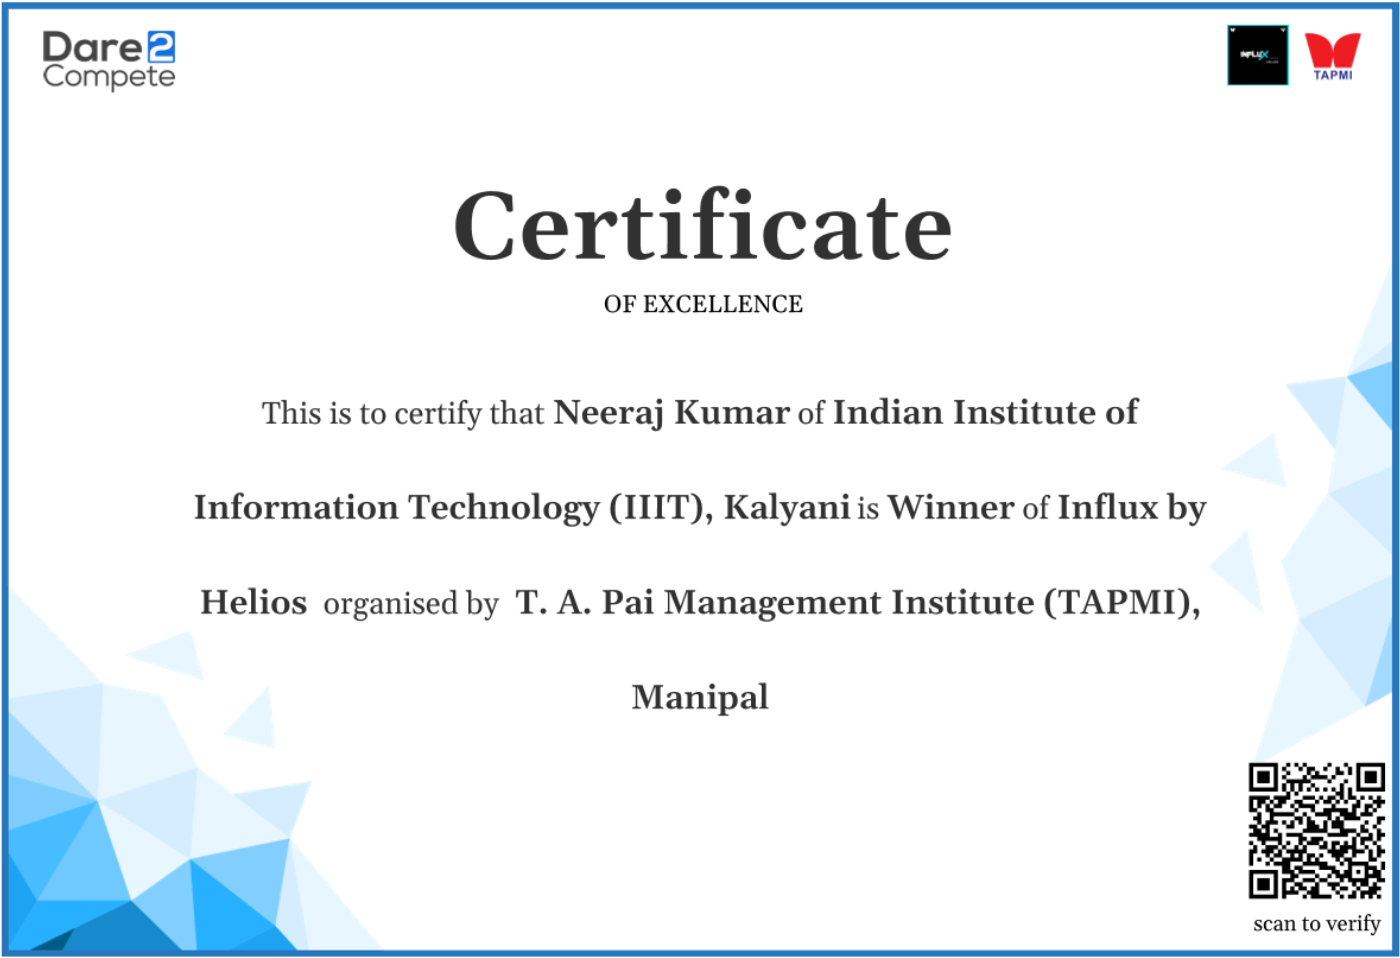 Dare2
Compete
INFLUX
TAPMI
Certificate
OF EXCELLENCE
This is to certify that Neeraj Kumar of Indian Institute of
Information Technology (IIIT), Kalyani is Winner of Influx by
Helios organised by T. A. Pai Management Institute (TAPMI),
Manipal
scan to verify